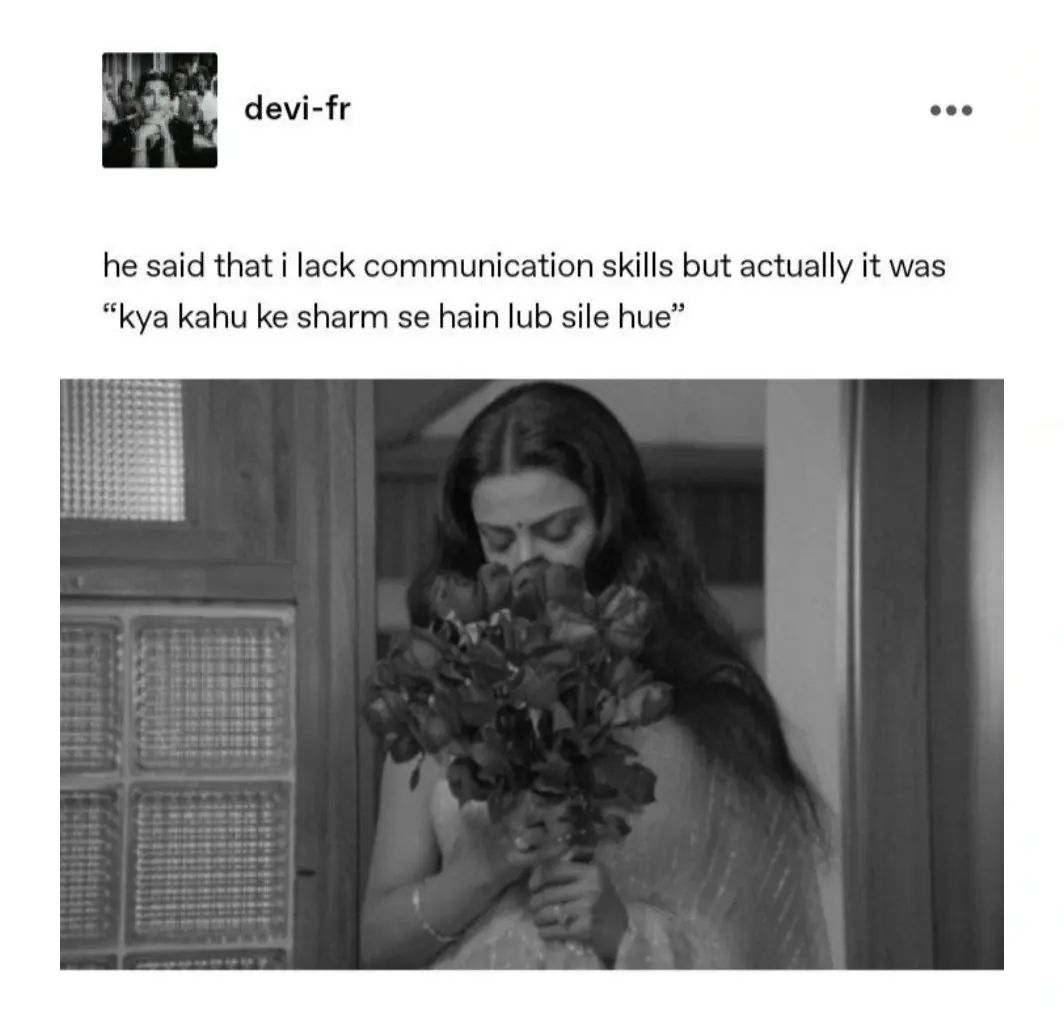 devi-fr
he said that i lack communication skills but actually it was
“kya kahu ke sharm se hain lub sile hue”